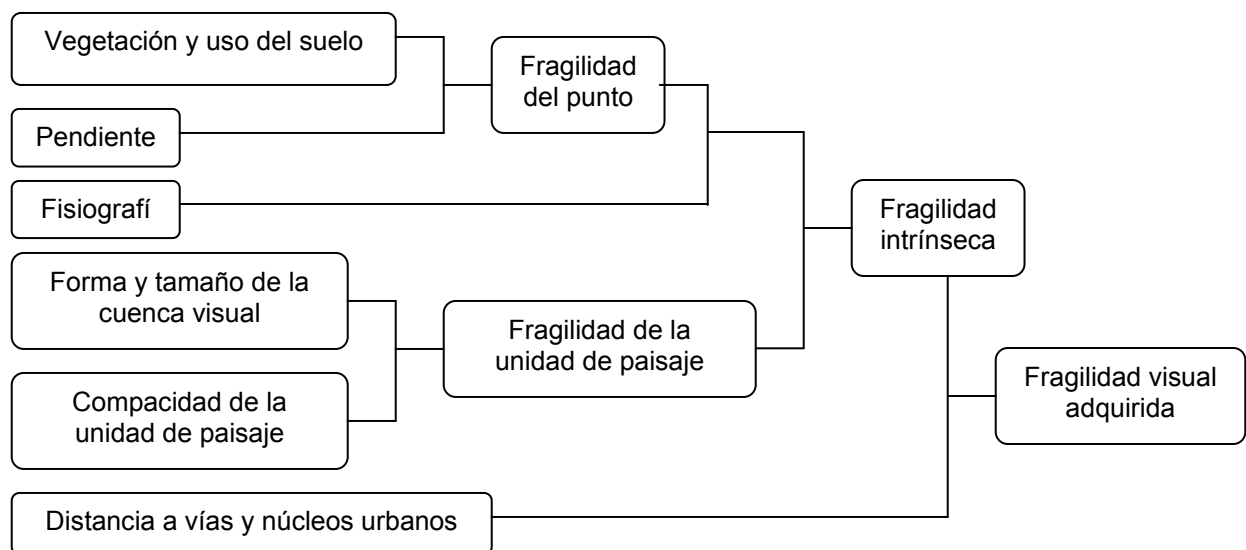 Vegetación y uso del suelo
Fragilidad
del punto
Pendiente
Fisiografí
Fragilidad
intrínseca
Forma y tamaño de la
cuenca visual
Fragilidad de la
unidad de paisaje
Fragilidad visual
adquirida
Compacidad de la
unidad de paisaje
Distancia a vías y núcleos urbanos